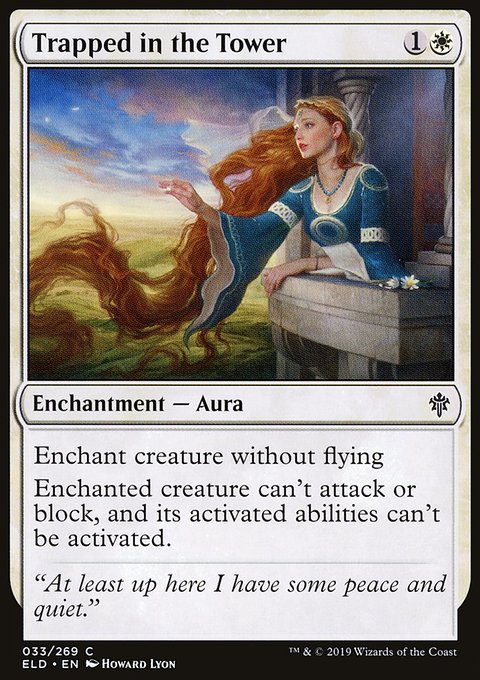 Trapped in the Tower 1
Enchantment — Aura
Enchant creature without flying
Enchanted creature can't attack or
block, and its activated abilities can't
be activated.
“At least up here I have some peace and
quiet.”
033/269 C
ELD • EN Howard Lyon
™ & © 2019 Wizards of the Coast